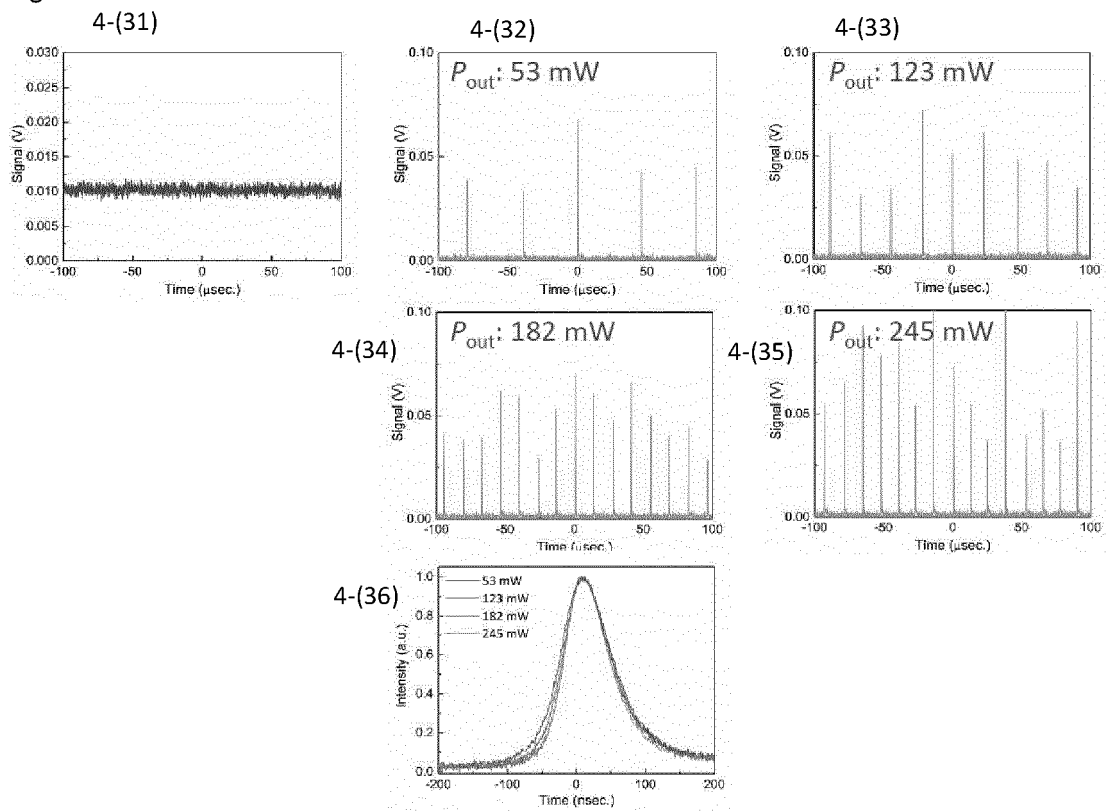 4-(31)
0.030
0.025
0.020
0.015
0.010
0.005
0.000
Signal (V)
-100 -50 0 50 100
Time (μsec.)
4-(32)
P out: 53 mW
0.10
0.05
0.00
Signal (V)
-100 -50 0 50 100
Time (μsec.)
4-(33)
P out: 123 mW
0.10
0.05
0.00
Signal (V)
-100 -50 0 50 100
Time (μsec.)
4-(34)
P out: 182 mW
0.10
0.05
0.00
Signal (V)
-100 -50 0 50 100
Time (μsec.)
4-(35)
P out: 245 mW
0.10
0.05
0.00
Signal (V)
-100 -50 0 50 100
Time (μsec.)
4-(36)
53 mW
123 mW
182 mW
245 mW
1.0
0.8
0.6
0.4
0.2
0.0
Intensity (a.u.)
-200 -100 0 100 200
Time (nsec.)